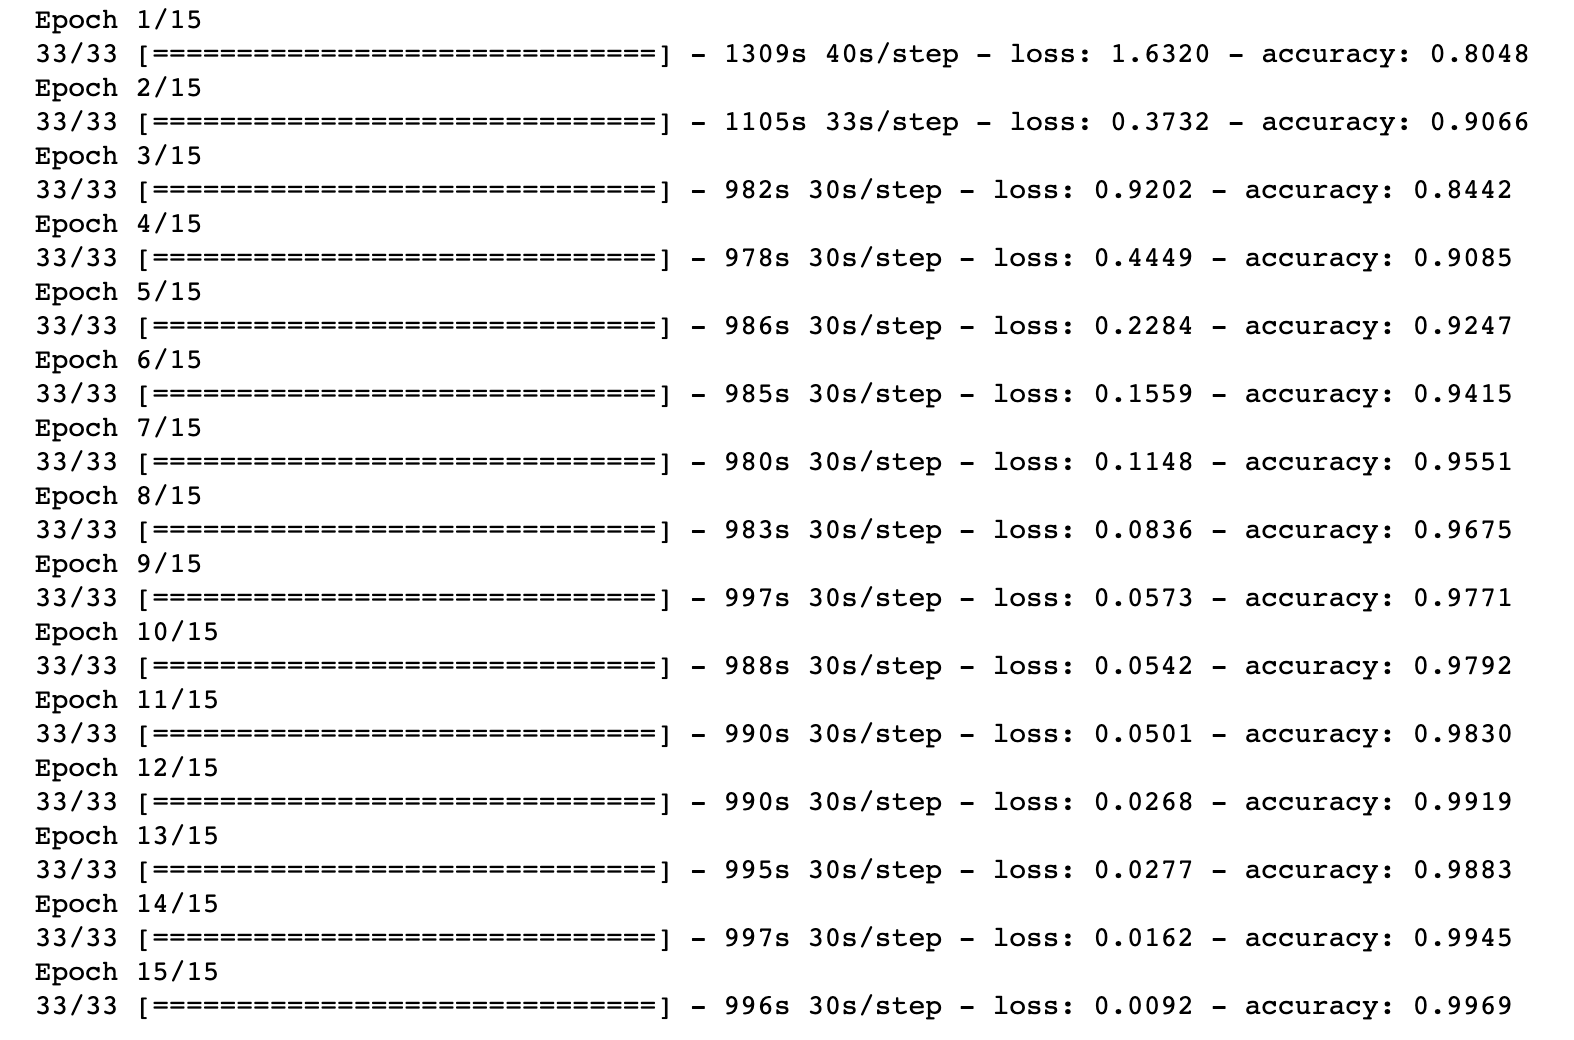 Epoch 1/15
33/33 [==============================] - 1309s 40s/step - loss: 1.6320 - accuracy: 0.8048
Epoch 2/15
33/33 [==============================] - 1105s 33s/step - loss: 0.3732 - accuracy: 0.9066
Epoch 3/15
33/33 [==============================] - 982s 30s/step - loss: 0.9202 - accuracy: 0.8442
Epoch 4/15
33/33 [==============================] - 978s 30s/step - loss: 0.4449 - accuracy: 0.9085
Epoch 5/15
33/33 [==============================] - 986s 30s/step - loss: 0.2284 - accuracy: 0.9247
Epoch 6/15
33/33 [==============================] - 985s 30s/step - loss: 0.1559 - accuracy: 0.9415
Epoch 7/15
33/33 [==============================] - 980s 30s/step - loss: 0.1148 - accuracy: 0.9551
Epoch 8/15
33/33 [==============================] - 983s 30s/step - loss: 0.0836 - accuracy: 0.9675
Epoch 9/15
33/33 [==============================] - 997s 30s/step - loss: 0.0573 - accuracy: 0.9771
Epoch 10/15
33/33 [==============================] - 988s 30s/step - loss: 0.0542 - accuracy: 0.9792
Epoch 11/15
33/33 [==============================] - 990s 30s/step - loss: 0.0501 - accuracy: 0.9830
Epoch 12/15
33/33 [==============================] - 990s 30s/step - loss: 0.0268 - accuracy: 0.9919
Epoch 13/15
33/33 [==============================] - 995s 30s/step - loss: 0.0277 - accuracy: 0.9883
Epoch 14/15
33/33 [==============================] - 997s 30s/step - loss: 0.0162 - accuracy: 0.9945
Epoch 15/15
33/33 [==============================] - 996s 30s/step - loss: 0.0092 - accuracy: 0.9969